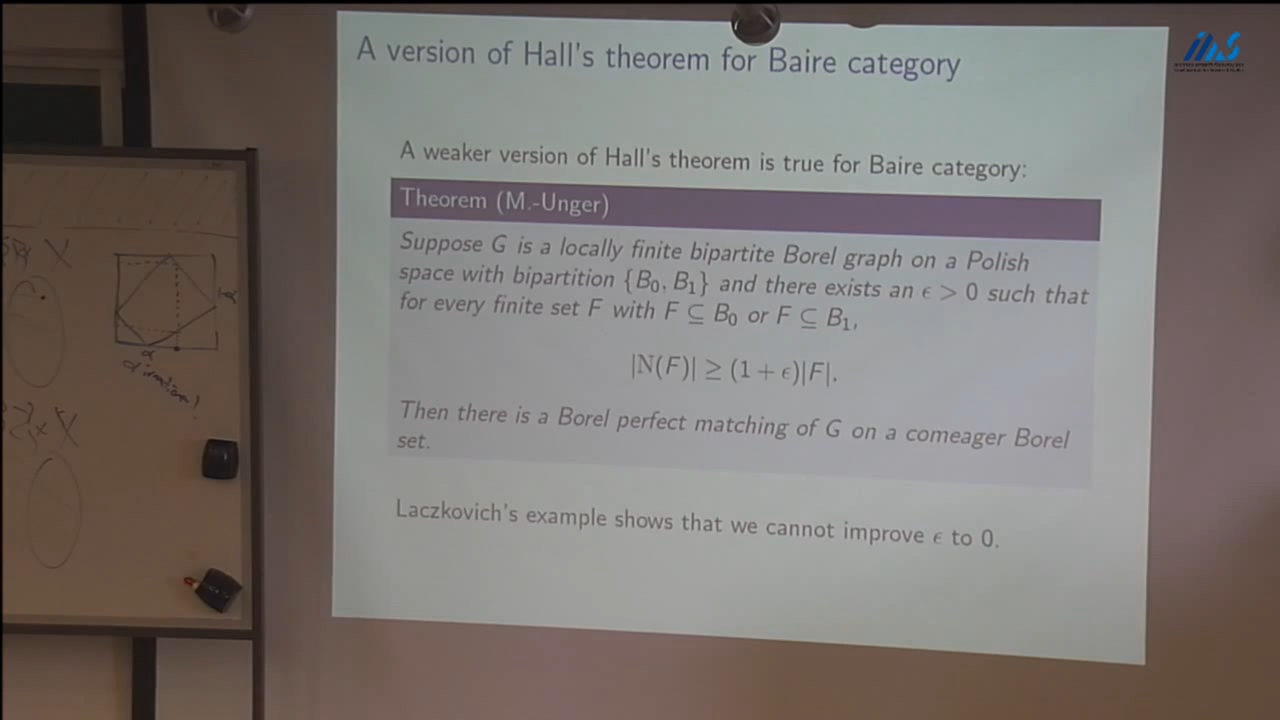 A version of Hall's theorem for Baire category
A weaker version of Hall's theorem is true for Baire category:
Theorem (M.-Unger)
Suppose G is a locally finite bipartite Borel graph on a Polish
space with bipartition {B₀, B₁} and there exists an ϵ > 0 such that
for every finite set F with F ⊆ B₀ or F ⊆ B₁,
|N(F)| ≥ (1 + ϵ)|F|.
Then there is a Borel perfect matching of G on a comeager Borel
set.
Laczkovich's example shows that we cannot improve ϵ to 0.
X
α
α